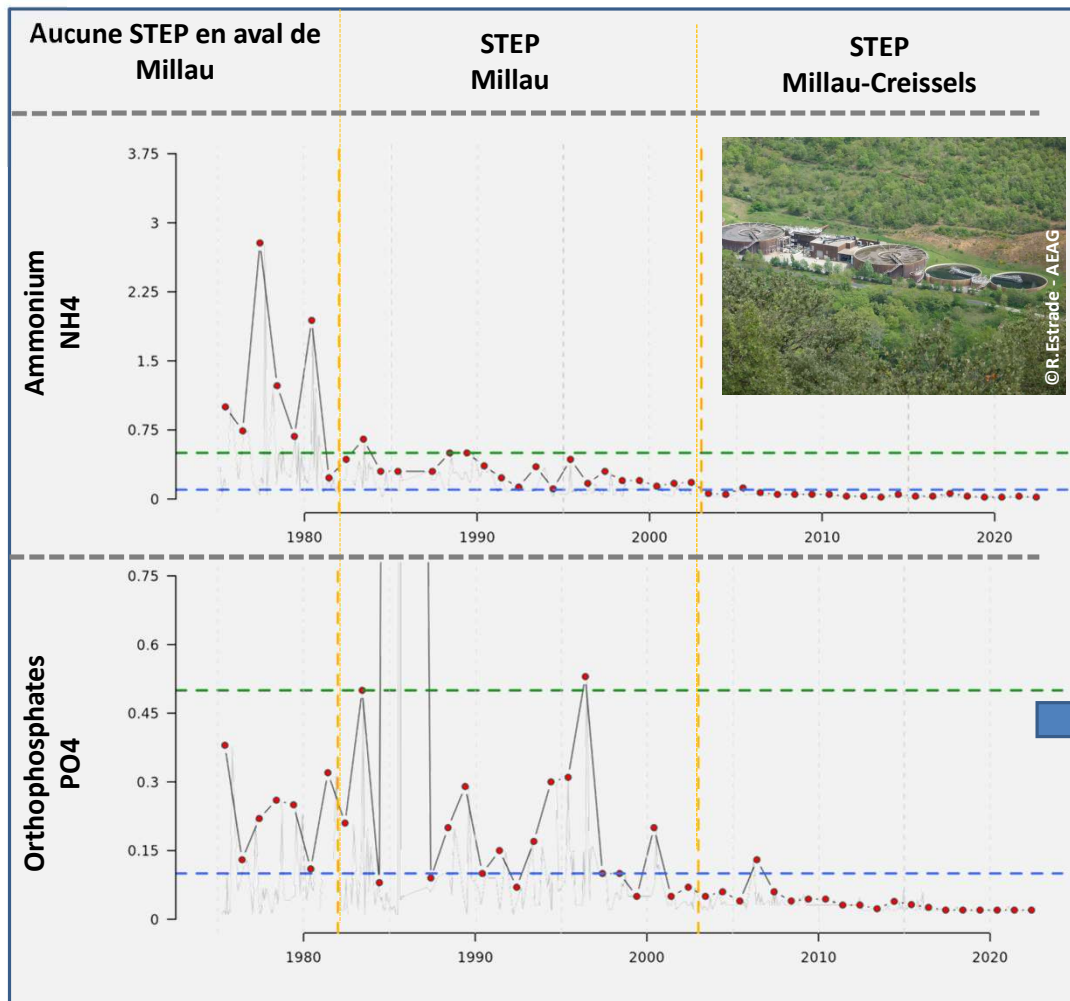 Aucune STEP en aval de
Millau
STEP
Millau
STEP
Millau-Creissels
Ammonium
NH4
3.75
3
2.25
1.5
0.75
0
1980
1990
2000
2010
2020
©R.Estrade - AEAG
Orthophosphates
PO4
0.75
0.6
0.45
0.3
0.15
0
1980
1990
2000
2010
2020